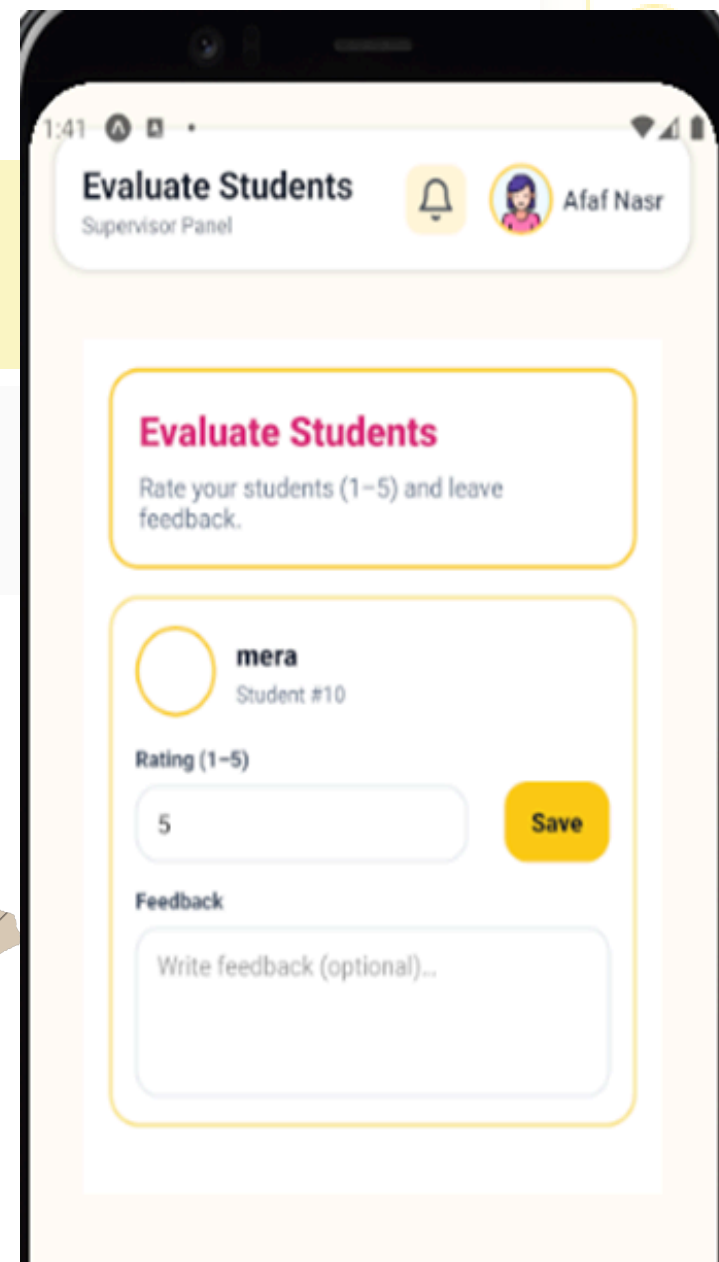 1:41
Evaluate Students
Supervisor Panel
Afaf Nasr
Evaluate Students
Rate your students (1–5) and leave
feedback.
mera
Student #10
Rating (1–5)
5
Save
Feedback
Write feedback (optional)...